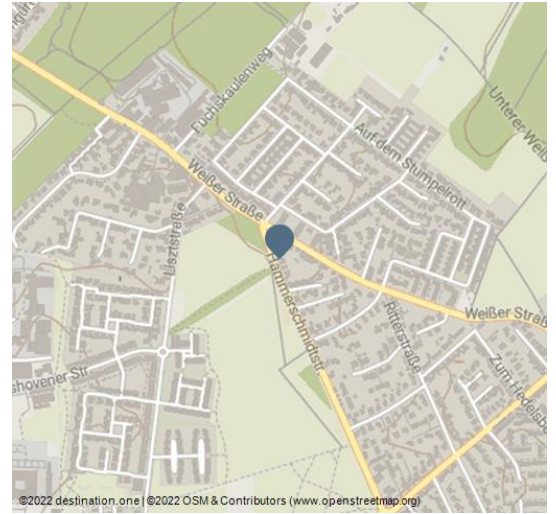 Fuchskaulenweg
Auf dem Stumpelrott
Weißer Straße
Lisztstraße
Hammerschmidtstr.
Ritterstraße
Weißer Straß
shovener Str
Zum Hedelsb
Unterer Weiß
©2022 destination.one | ©2022 OSM & Contributors (www.openstreetmap.org)